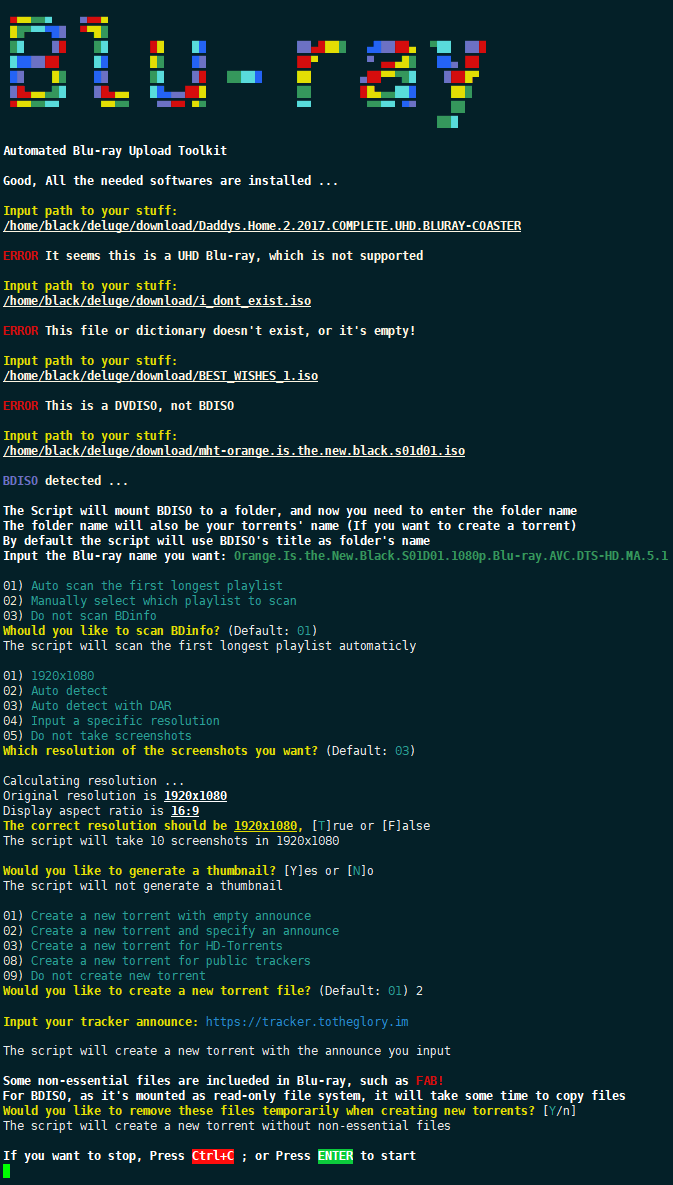 Blu-ray
Automated Blu-ray Upload Toolkit
Good, All the needed softwares are installed ...
Input path to your stuff:
/home/black/deluge/download/Daddys.Home.2.2017.COMPLETE.UHD.BLURAY-COASTER
ERROR It seems this is a UHD Blu-ray, which is not supported
Input path to your stuff:
/home/black/deluge/download/i_dont_exist.iso
ERROR This file or dictionary doesn't exist, or it's empty!
Input path to your stuff:
/home/black/deluge/download/BEST_WISHES_1.iso
ERROR This is a DVDISO, not BDISO
Input path to your stuff:
/home/black/deluge/download/mht-orange.is.the.new.black.s01d01.iso
BDISO detected ...
The Script will mount BDISO to a folder, and now you need to enter the folder name
The folder name will also be your torrents' name (If you want to create a torrent)
By default the script will use BDISO's title as folder's name
Input the Blu-ray name you want: Orange.Is.the.New.Black.S01D01.1080p.Blu-ray.AVC.DTS-HD.MA.5.1
01) Auto scan the first longest playlist
02) Manually select which playlist to scan
03) Do not scan BDinfo
Whould you like to scan BDinfo? (Default: 01)
The script will scan the first longest playlist automaticly
01) 1920x1080
02) Auto detect
03) Auto detect with DAR
04) Input a specific resolution
05) Do not take screenshots
Which resolution of the screenshots you want? (Default: 03)
Calculating resolution ...
Original resolution is 1920x1080
Display aspect ratio is 16:9
The correct resolution should be 1920x1080, [T]rue or [F]alse
The script will take 10 screenshots in 1920x1080
Would you like to generate a thumbnail? [Y]es or [N]o
The script will not generate a thumbnail
01) Create a new torrent with empty announce
02) Create a new torrent and specify an announce
03) Create a new torrent for HD-Torrents
08) Create a new torrent for public trackers
09) Do not create new torrent
Would you like to create a new torrent file? (Default: 01) 2
Input your tracker announce: https://tracker.totheglory.im
The script will create a new torrent with the announce you input
Some non-essential files are inclueded in Blu-ray, such as FAB!
For BDISO, as it's mounted as read-only file system, it will take some time to copy files
Would you like to remove these files temporarily when creating new torrents? [Y/n]
The script will create a new torrent without non-essential files
If you want to stop, Press Ctrl+C ; or Press ENTER to start